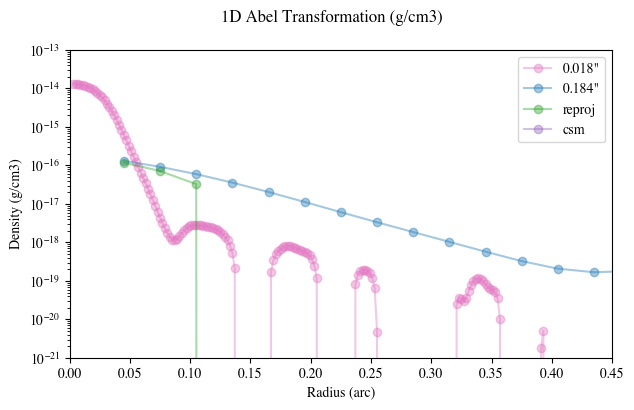 1D Abel Transformation (g/cm3)
10⁻¹³
10⁻¹⁴
10⁻¹⁵
10⁻¹⁶
10⁻¹⁷
10⁻¹⁸
10⁻¹⁹
10⁻²⁰
10⁻²¹
Density (g/cm3)
0.018"
0.184"
reproj
csm
0.00 0.05 0.10 0.15 0.20 0.25 0.30 0.35 0.40 0.45
Radius (arc)